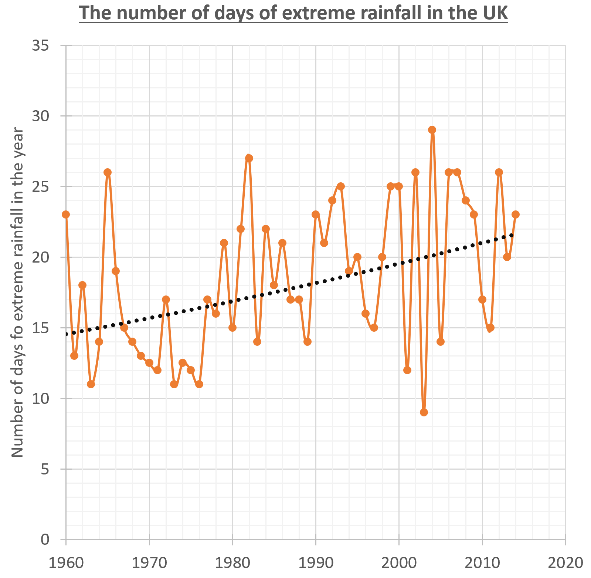 The number of days of extreme rainfall in the UK
Number of days fo extreme rainfall in the year
35
30
25
20
15
10
5
0
1960 1970 1980 1990 2000 2010 2020